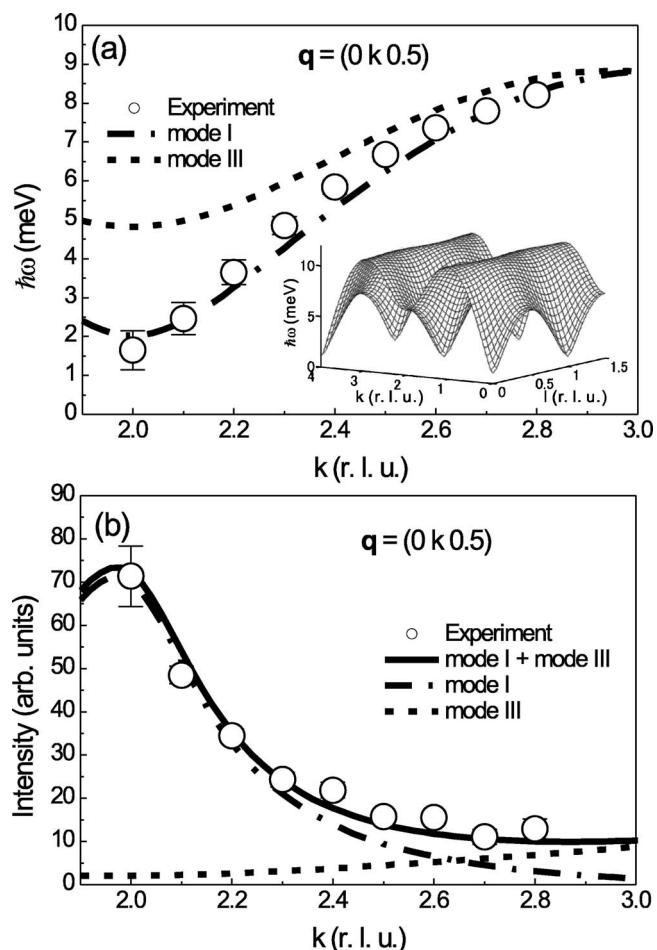 (a)
q = (0 k 0.5)
Experiment
mode I
mode III
ħω (meV)
10
9
8
7
6
5
4
3
2
1
0
2.0 2.2 2.4 2.6 2.8 3.0
k (r. l. u.)
ħω (meV)
10
5
0
4 3 2 1 0
k (r. l. u.)
0 0.5 1 1.5
l (r. l. u.)
(b)
q = (0 k 0.5)
Experiment
mode I + mode III
mode I
mode III
Intensity (arb. units)
90
80
70
60
50
40
30
20
10
0
2.0 2.2 2.4 2.6 2.8 3.0
k (r. l. u.)